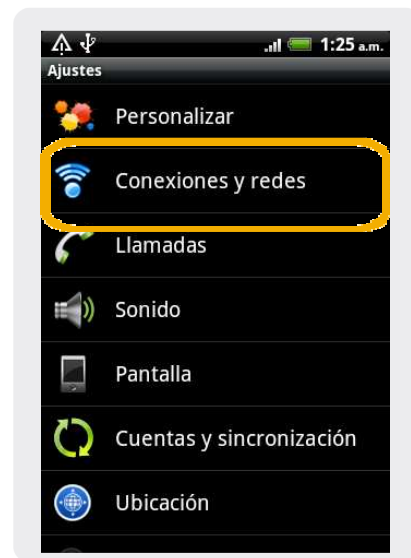 1:25 a.m.
Ajustes
Personalizar
Conexiones y redes
Llamadas
Sonido
Pantalla
Cuentas y sincronización
Ubicación